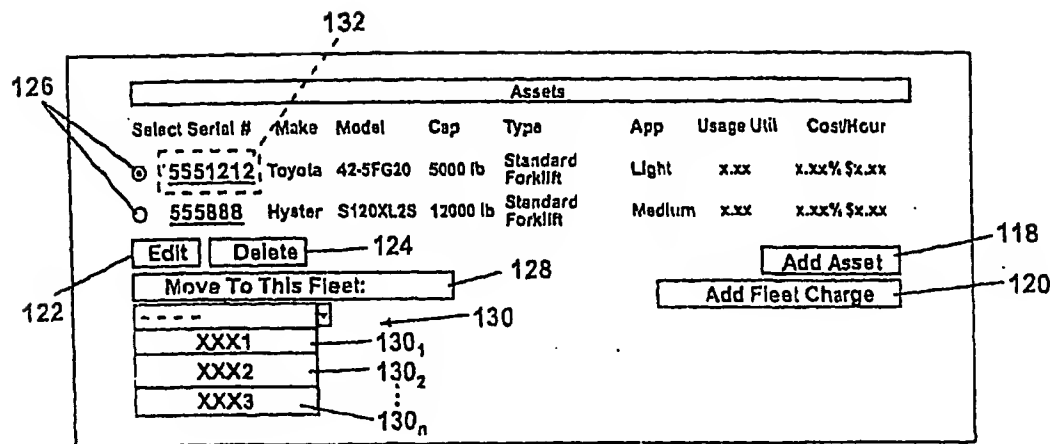 132
126
Assets
Select Serial # Make Model Cap Type App Usage Util Cost/Hour
5551212 Toyota 42-5FG20 5000 lb Standard Forklift Light x.xx x.xx% $x.xx
555888 Hyster S120XL2S 12000 lb Standard Forklift Medium x.xx x.xx% $x.xx
Edit Delete 124 118
Add Asset
Move To This Fleet: 128
Add Fleet Charge 120
122
- - - - 130
XXX1 130₁
XXX2 130₂
XXX3 130ₙ